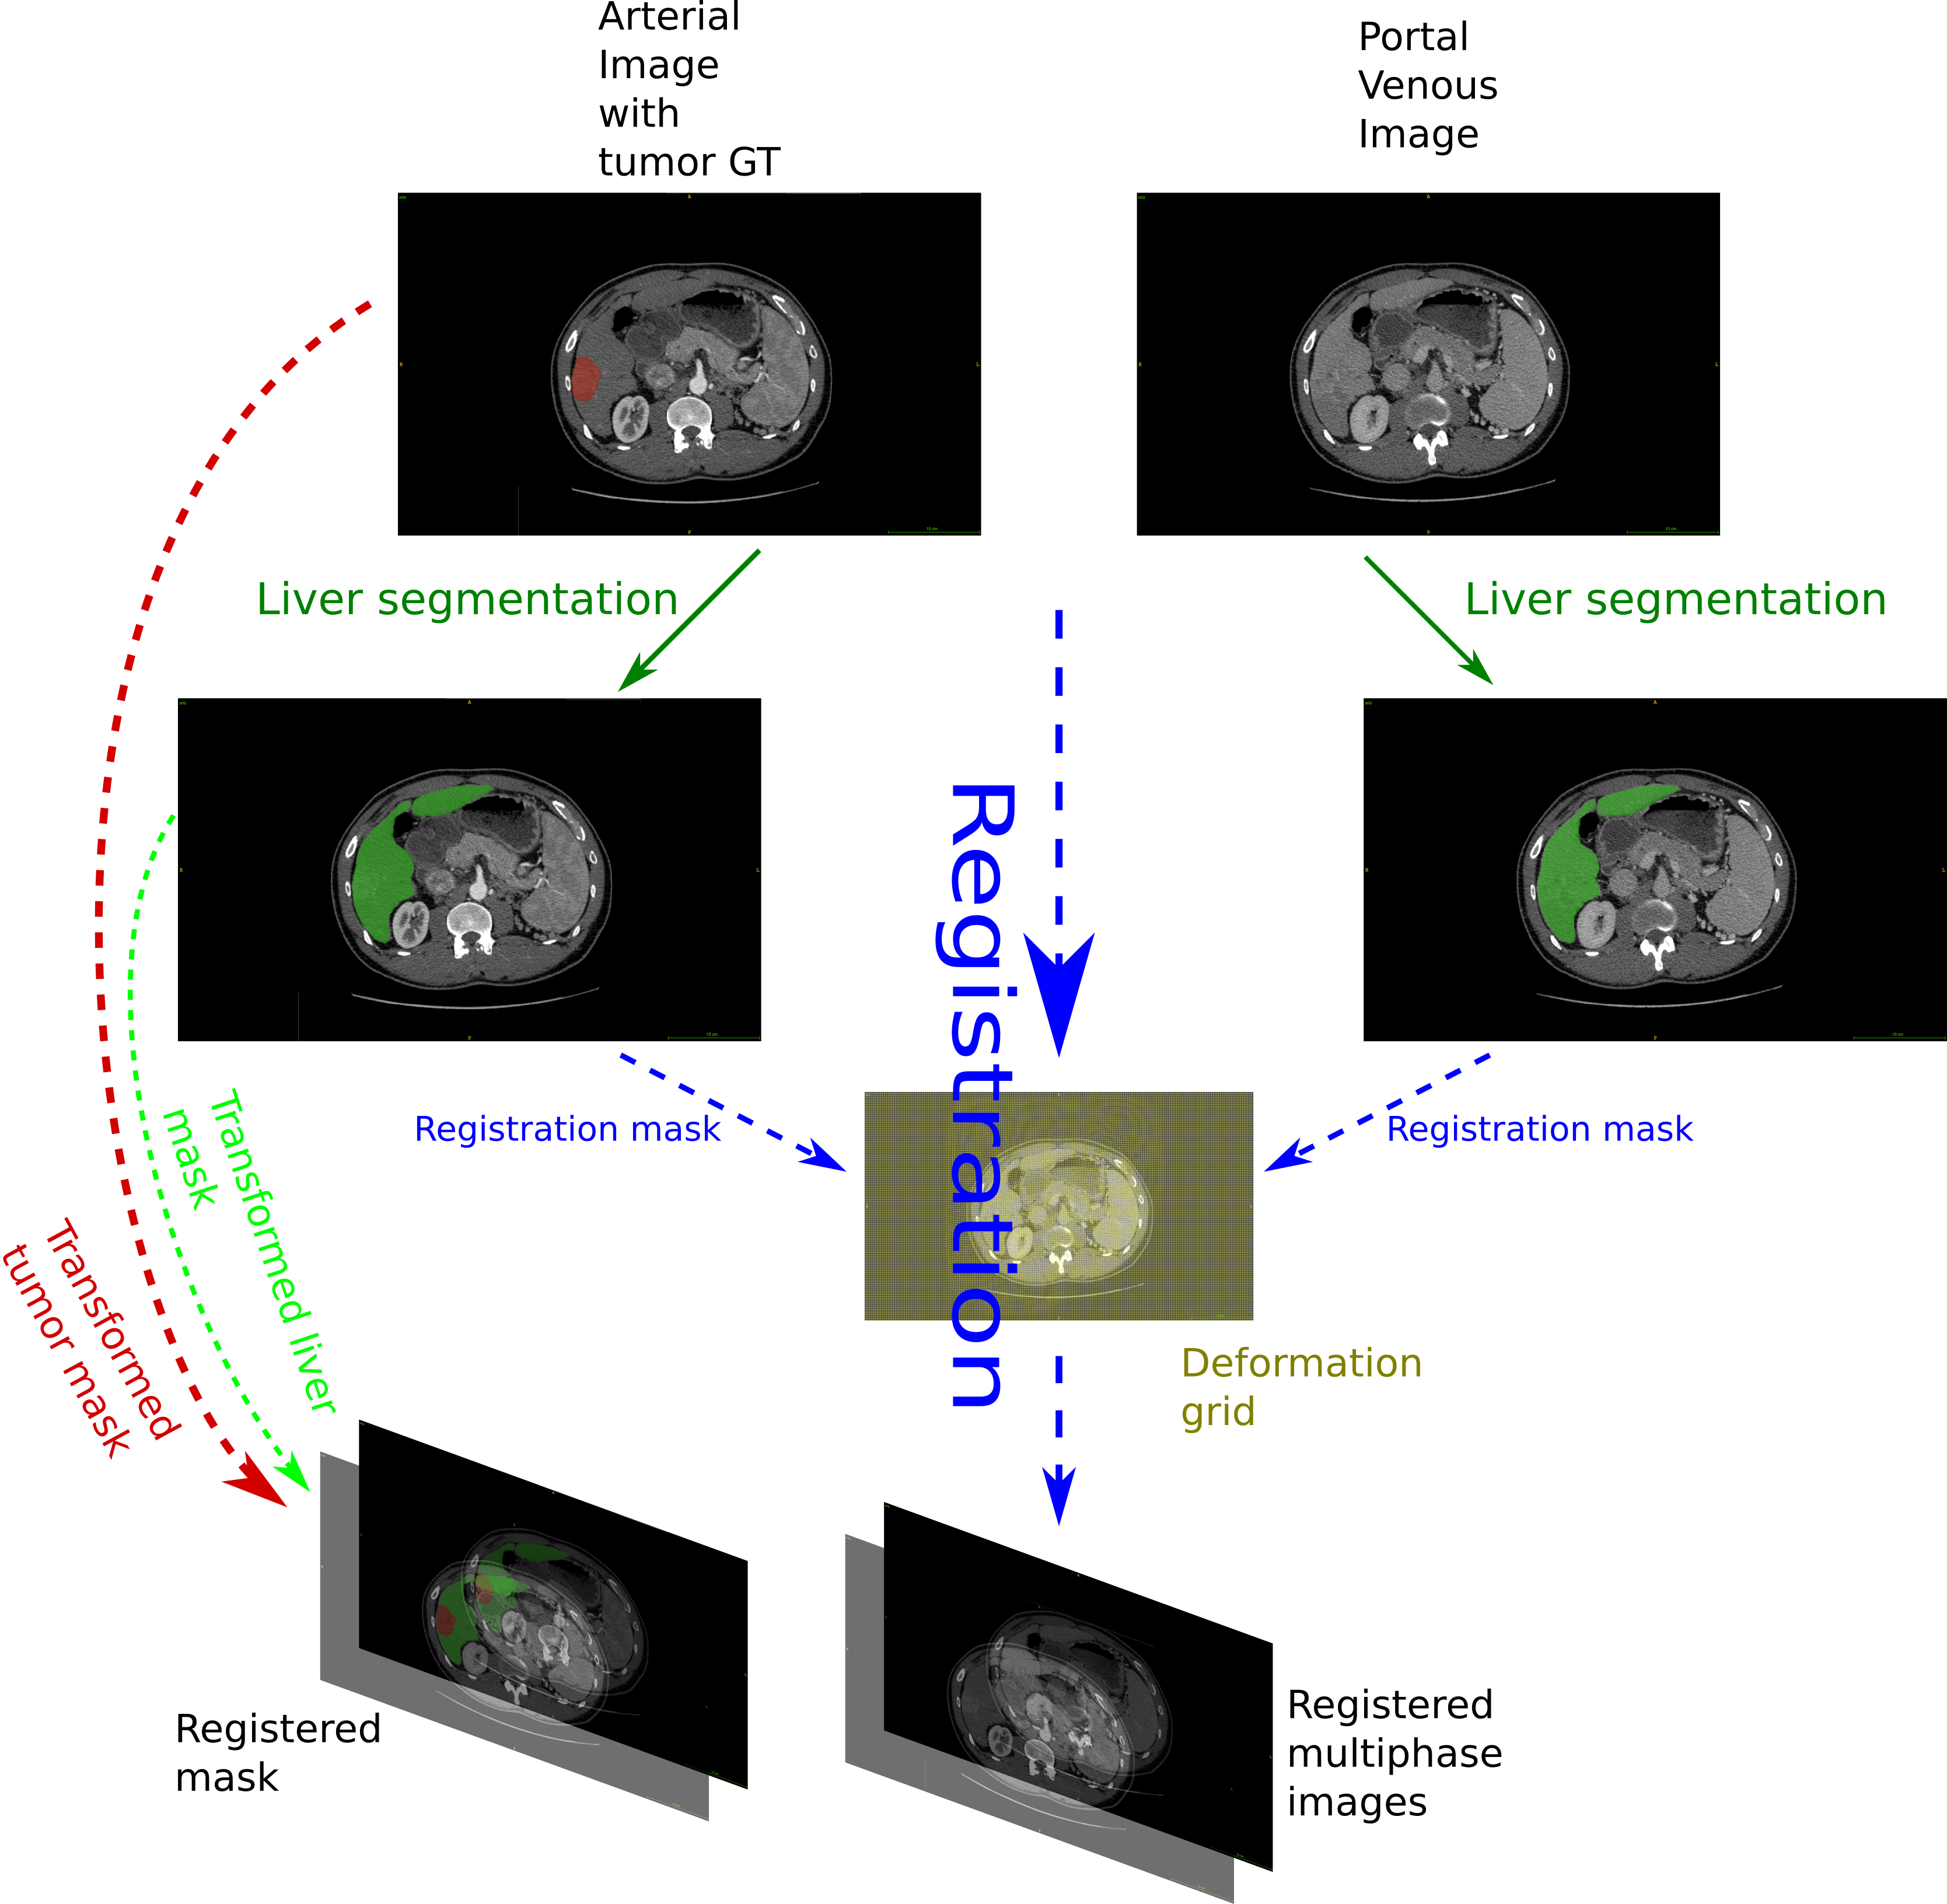 Arterial
Image
with
tumor GT
Portal
Venous
Image
Liver segmentation
Liver segmentation
Registration
Registration mask
Registration mask
Transformed liver
mask
Transformed
tumor mask
Deformation
grid
Registered
mask
Registered
multiphase
images